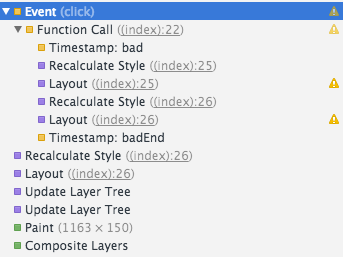 Event (click)
Function Call ((index):22)
Timestamp: bad
Recalculate Style ((index):25)
Layout ((index):25)
Recalculate Style ((index):26)
Layout ((index):26)
Timestamp: badEnd
Recalculate Style ((index):26)
Layout ((index):26)
Update Layer Tree
Update Layer Tree
Paint (1163 × 150)
Composite Layers